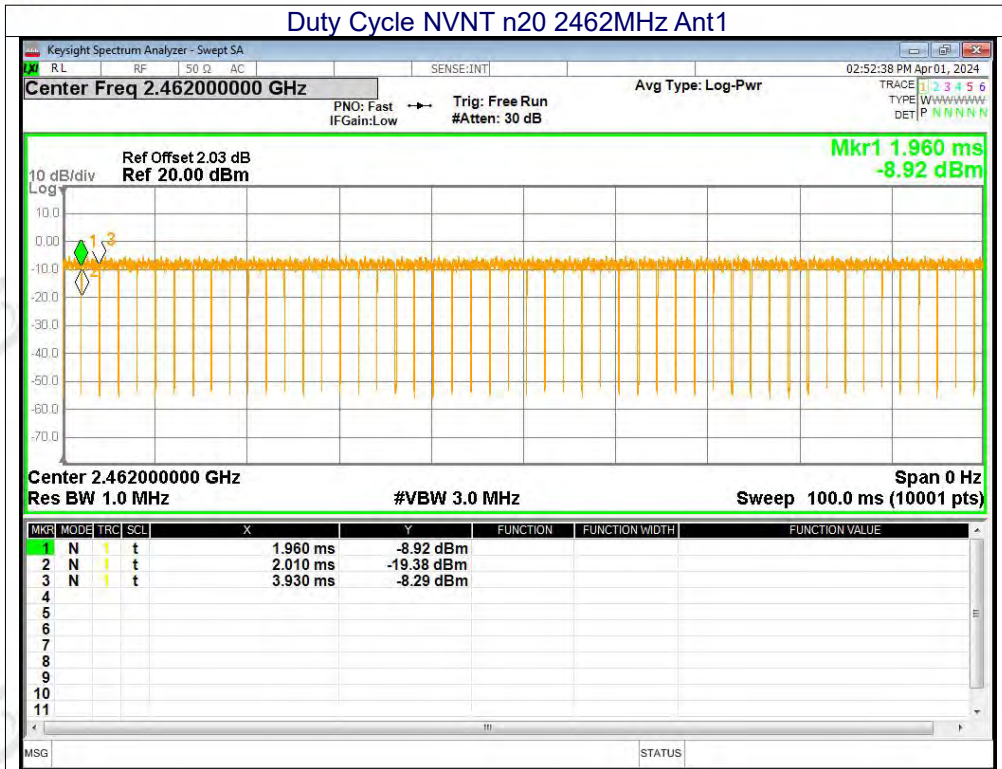 Duty Cycle NVNT n20 2462MHz Ant1
Keysight Spectrum Analyzer - Swept SA
LXI RL RF 50 Ω AC SENSE:INT 02:52:38 PM Apr 01, 2024
Center Freq 2.462000000 GHz
PNO: Fast
IFGain:Low
Trig: Free Run
#Atten: 30 dB
Avg Type: Log-Pwr
TRACE 1 2 3 4 5 6
TYPE WWWWWWW
DET P N N N N N
Mkr1 1.960 ms
-8.92 dBm
Ref Offset 2.03 dB
10 dB/div Ref 20.00 dBm
Log
10.0
0.00
-10.0
-20.0
-30.0
-40.0
-50.0
-60.0
-70.0
1 3
2
Center 2.462000000 GHz Span 0 Hz
Res BW 1.0 MHz #VBW 3.0 MHz Sweep 100.0 ms (10001 pts)
MKR MODE TRC SCL X Y FUNCTION FUNCTION WIDTH FUNCTION VALUE
1 N 1 t 1.960 ms -8.92 dBm
2 N 1 t 2.010 ms -19.38 dBm
3 N 1 t 3.930 ms -8.29 dBm
4
5
6
7
8
9
10
11
MSG STATUS